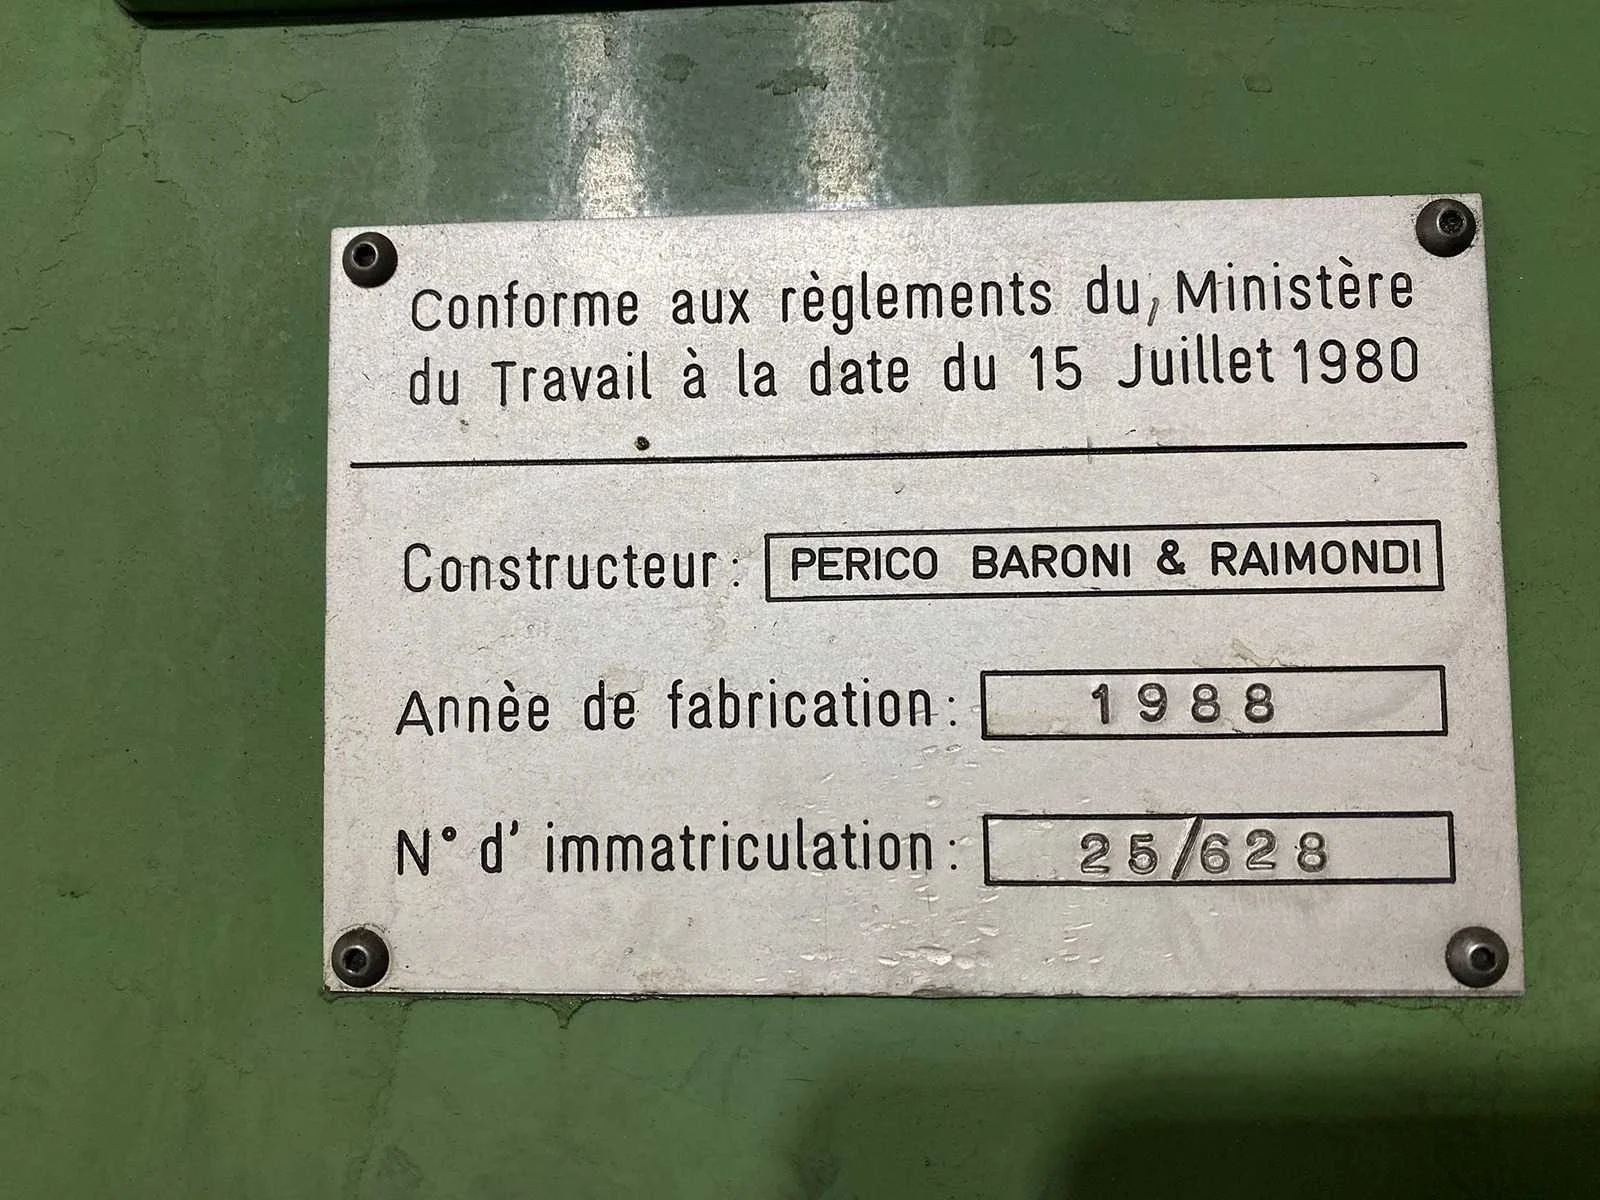 Conforme aux règlements du, Ministère
du Travail à la date du 15 Juillet 1980
Constructeur: PERICO BARONI & RAIMONDI
Annèe de fabrication: 1988
N° d' immatriculation: 25/628